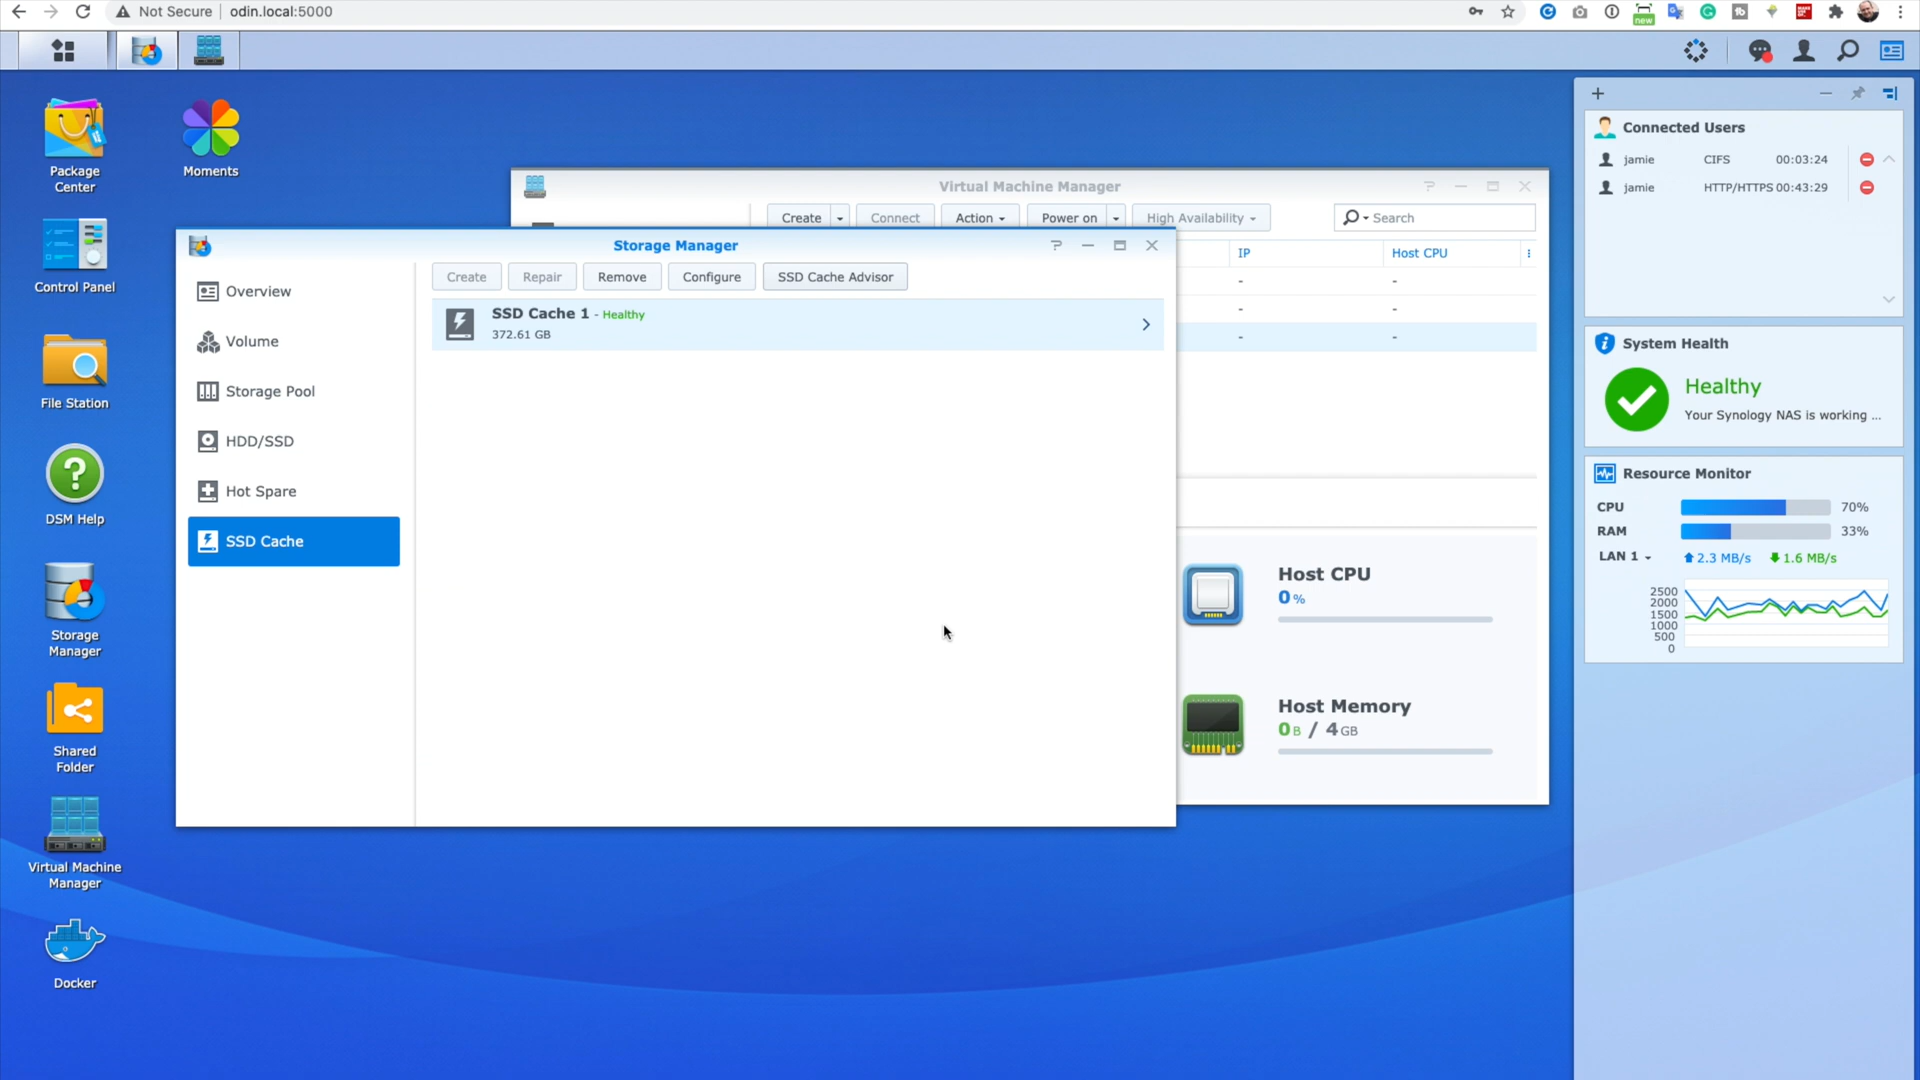 Not Secure
odin.local:5000
new
Package
Center
Moments
Control Panel
File Station
DSM Help
Storage
Manager
Shared
Folder
Virtual Machine
Manager
Docker
Virtual Machine Manager
Create
Connect
Action
Power on
High Availability
Search
IP
Host CPU
-
-
-
-
-
-
Host CPU
0 %
Host Memory
0 B / 4 GB
Storage Manager
Overview
Volume
Storage Pool
HDD/SSD
Hot Spare
SSD Cache
Create
Repair
Remove
Configure
SSD Cache Advisor
SSD Cache 1 - Healthy
372.61 GB
Connected Users
jamie CIFS 00:03:24
jamie HTTP/HTTPS 00:43:29
System Health
Healthy
Your Synology NAS is working ...
Resource Monitor
CPU 70%
RAM 33%
LAN 1 2.3 MB/s 1.6 MB/s
2500
2000
1500
1000
500
0